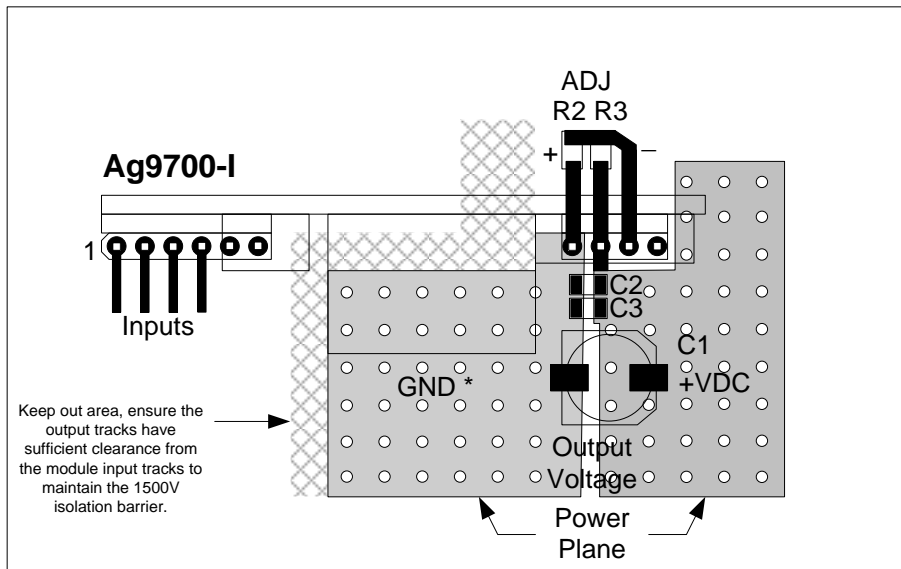 ADJ
R2 R3
+ –
Ag9700-I
1
C2
C3
Inputs
C1
GND *
+VDC
Keep out area, ensure the
output tracks have
sufficient clearance from
the module input tracks to
maintain the 1500V
isolation barrier.
Output
Voltage
Power
Plane